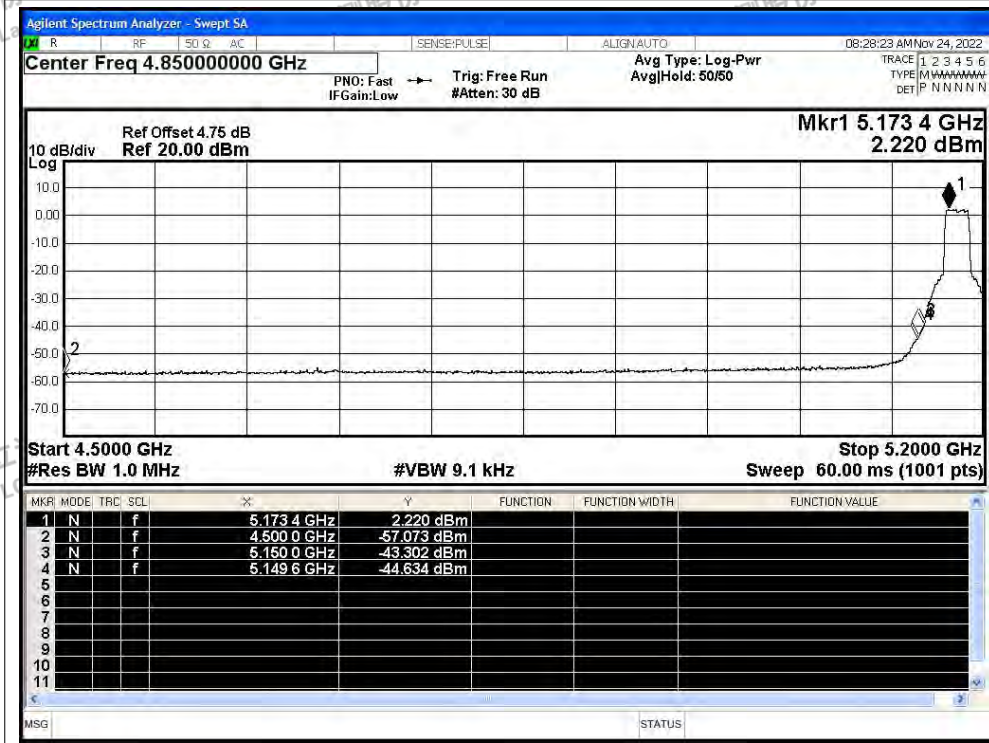 Agilent Spectrum Analyzer - Swept SA
LXI R RF 50 Ω AC SENSE:PULSE ALIGN AUTO 08:28:23 AM Nov 24, 2022
Center Freq 4.850000000 GHz Avg Type: Log-Pwr TRACE 1 2 3 4 5 6
PNO: Fast Trig: Free Run Avg|Hold: 50/50 TYPE M WWWWW
IFGain:Low #Atten: 30 dB DET P N N N N N
Mkr1 5.173 4 GHz
Ref Offset 4.75 dB
10 dB/div Ref 20.00 dBm 2.220 dBm
Log
10.0
0.00
-10.0
-20.0
-30.0
-40.0
-50.0
-60.0
-70.0
1
2
Start 4.5000 GHz Stop 5.2000 GHz
#Res BW 1.0 MHz #VBW 9.1 kHz Sweep 60.00 ms (1001 pts)
MKR MODE TRC SCL X Y FUNCTION FUNCTION WIDTH FUNCTION VALUE
1 N f 5.173 4 GHz 2.220 dBm
2 N f 4.500 0 GHz -57.073 dBm
3 N f 5.150 0 GHz -43.302 dBm
4 N f 5.149 6 GHz -44.634 dBm
5
6
7
8
9
10
11
MSG STATUS